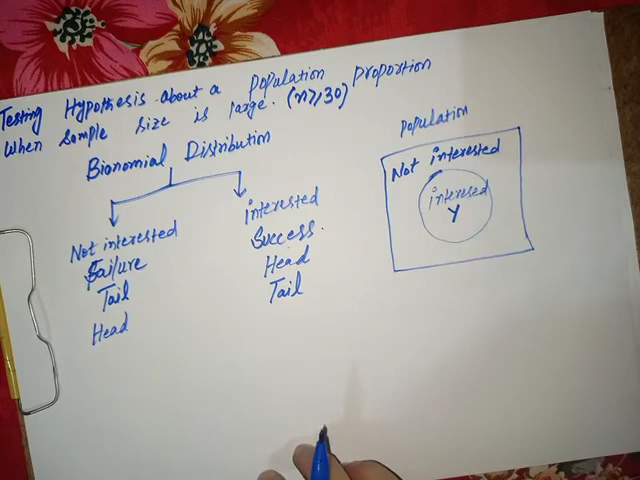 Testing Hypothesis about a Population Proportion
When Sample Size is large. (n≥30)
Bionomial Distribution
Not interested
Failure
Tail
Head
interested
Success.
Head
Tail
Population
Not interested
interesed
Y